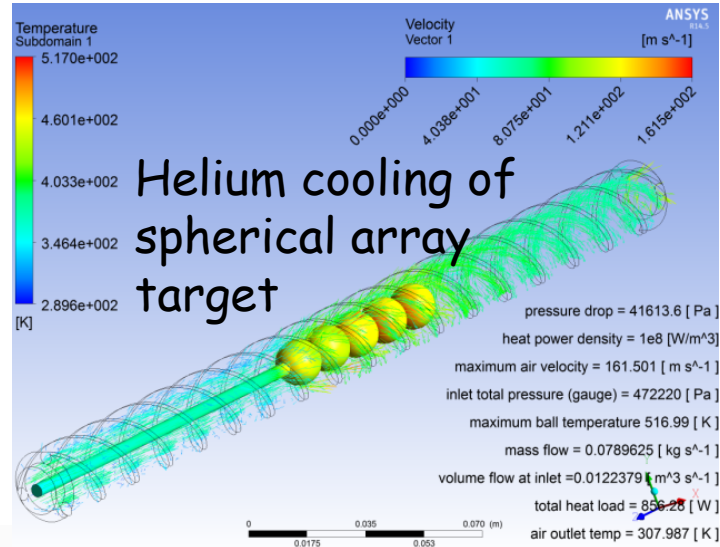 Temperature
Subdomain 1
5.170e+002
4.601e+002
4.033e+002
3.464e+002
2.896e+002
[K]
Velocity
Vector 1
[m s^-1]
0.000e+000
4.038e+001
8.075e+001
1.211e+002
1.615e+002
ANSYS
R14.5
Helium cooling of
spherical array
target
pressure drop = 41613.6 [ Pa ]
heat power density = 1e8 [W/m^3]
maximum air velocity = 161.501 [ m s^-1 ]
inlet total pressure (gauge) = 472220 [ Pa ]
maximum ball temperature 516.99 [ K ]
mass flow = 0.0789625 [ kg s^-1 ]
volume flow at inlet =0.0122379 [ m^3 s^-1 ]
total heat load = 856.28 [ W ]
air outlet temp = 307.987 [ K ]
Y
X
Z
0
0.035
0.070 (m)
0.0175
0.053